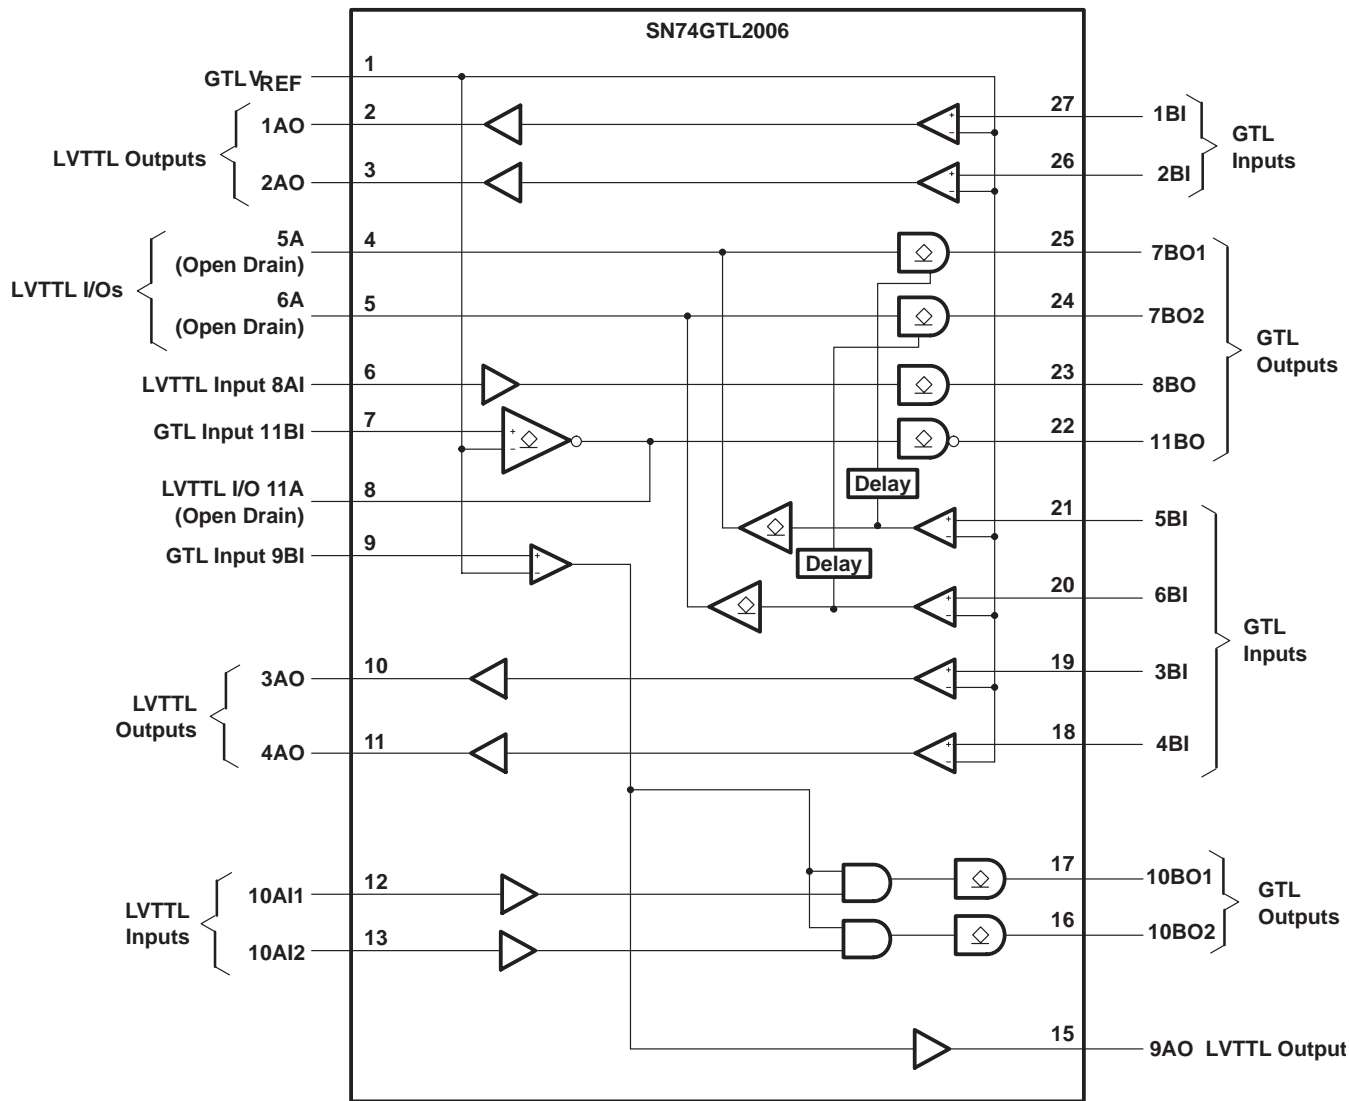 SN74GTL2006
GTLVREF
1
2
1AO
LVTTL Outputs
3
2AO
27
1BI
GTL
Inputs
26
2BI
5A
(Open Drain)
4
LVTTL I/Os
6A
(Open Drain)
5
25
7BO1
24
7BO2
GTL
Outputs
LVTTL Input 8AI
6
23
8BO
GTL Input 11BI
7
22
11BO
LVTTL I/O 11A
(Open Drain)
8
Delay
GTL Input 9BI
9
Delay
21
5BI
20
6BI
GTL
Inputs
19
3BI
18
4BI
10
3AO
LVTTL
Outputs
11
4AO
12
10AI1
LVTTL
Inputs
13
10AI2
17
10BO1
GTL
Outputs
16
10BO2
15
9AO LVTTL Output